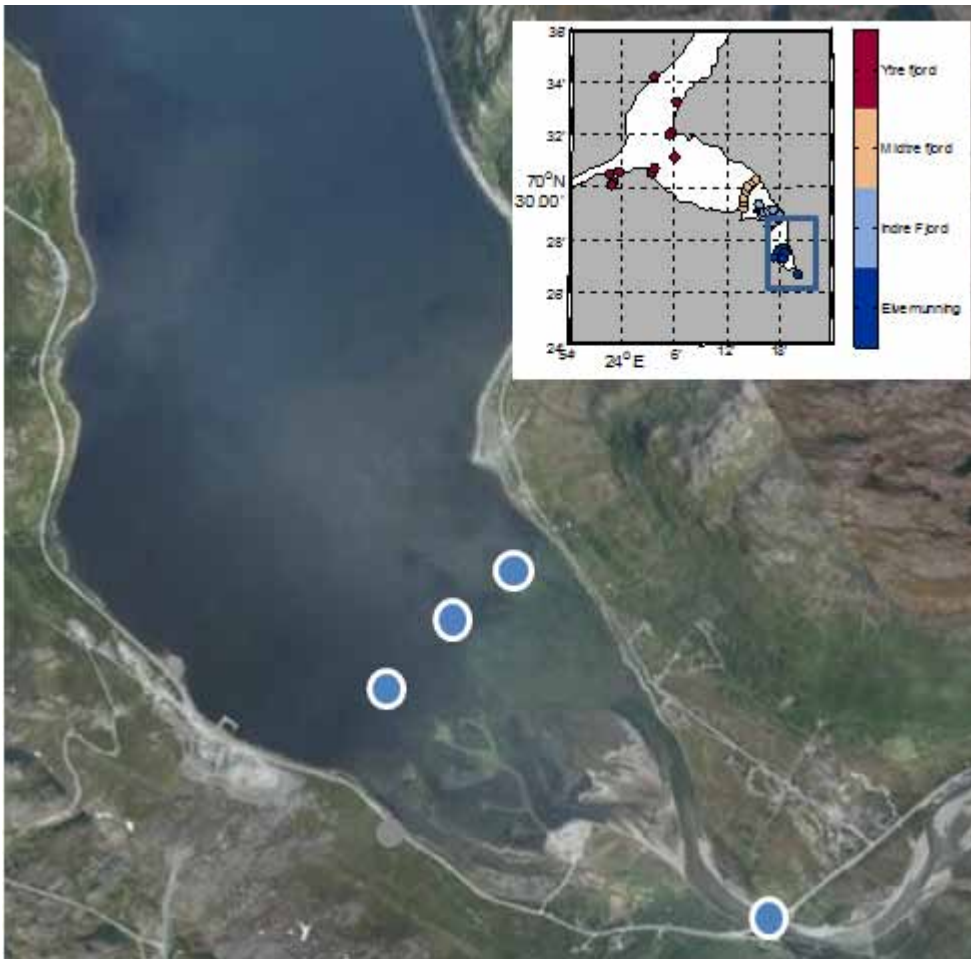 36'
34'
32'
70°N
30.00'
28'
26'
24'
54'
24°E
6'
12'
18'
Ytre fjord
Midtre fjord
Indre Fjord
Elvemunning